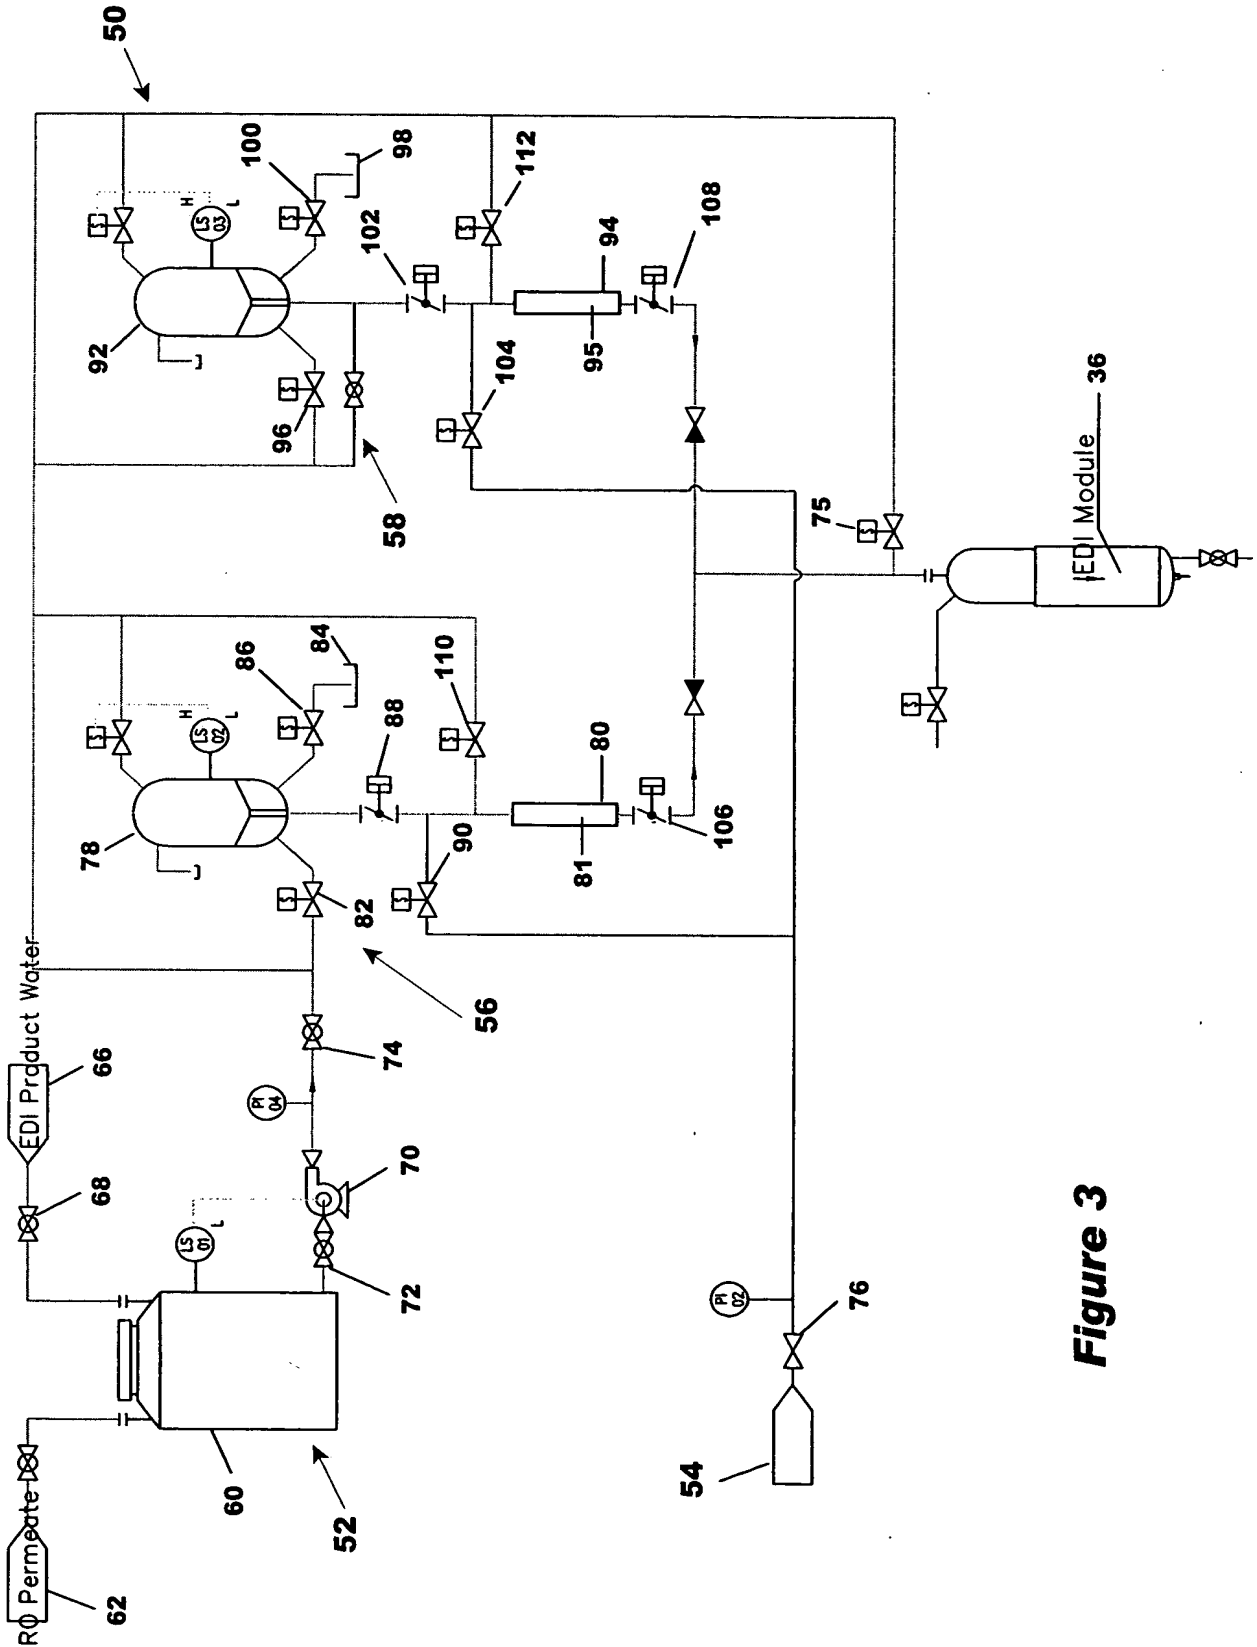 RO Permeate
62
EDI Product Water
66
68
60
52
LS
01
L
72
70
PI
04
74
56
78
S
LS
02
H
L
S
82
S
86
84
88
S
90
S
110
80
81
106
50
92
S
LS
03
H
L
S
96
S
100
98
58
102
S
104
S
112
94
95
108
54
76
PI
02
S
75
S
EDI Module
36
Figure 3